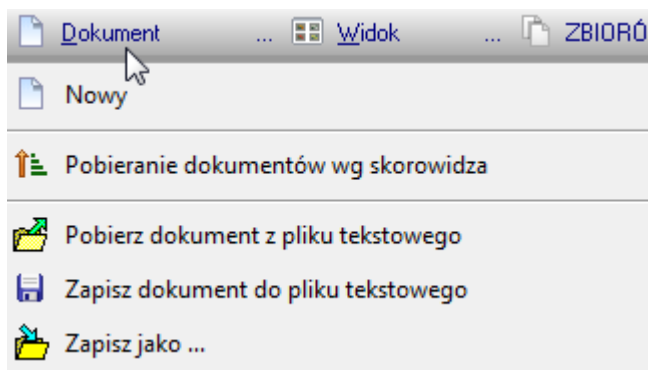 Dokument ... Widok ... ZBIORÓ
Nowy
Pobieranie dokumentów wg skorowidza
Pobierz dokument z pliku tekstowego
Zapisz dokument do pliku tekstowego
Zapisz jako ...